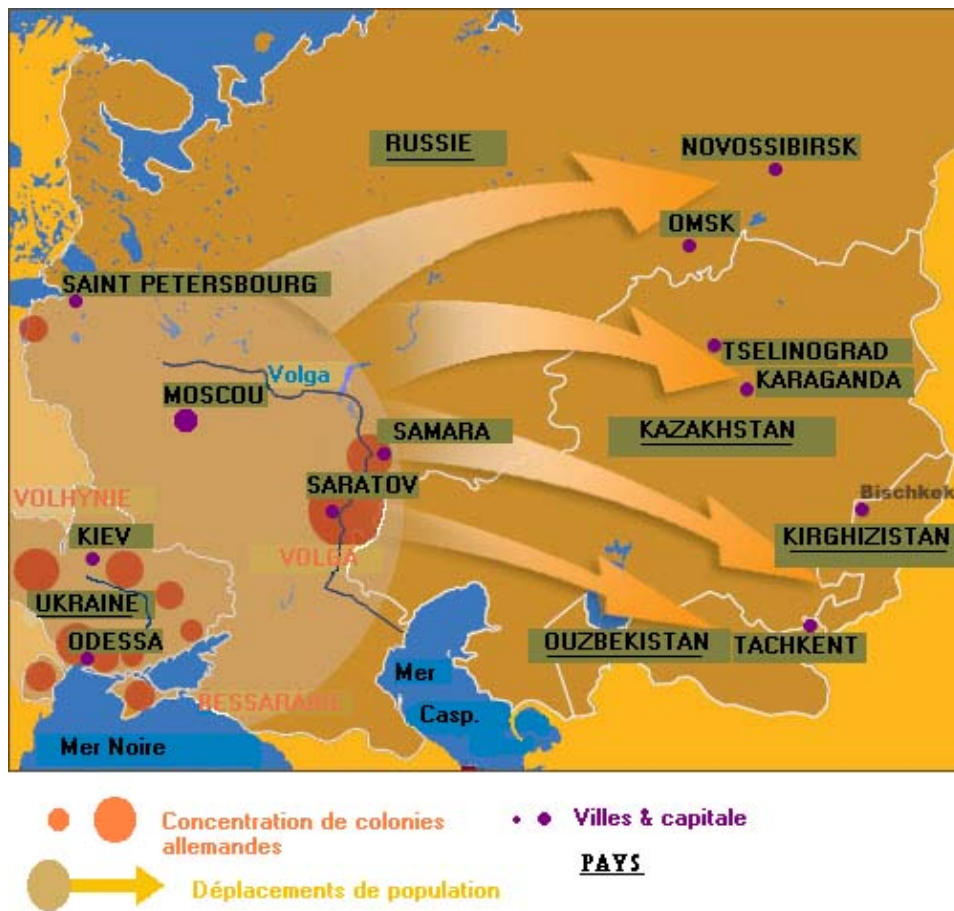 RUSSIE
NOVOSSIBIRSK
OMSK
SAINT PETERSBOURG
TSELINOGRAD
Volga
KARAGANDA
MOSCOU
SAMARA
KAZAKHSTAN
SARATOV
VOLHYNIE
Bischkek
KIEV
KIRGHIZISTAN
VOLGA
UKRAINE
ODESSA
OUZBEKISTAN
TACHKENT
Mer
BESSARABIE
Casp.
Mer Noire
Concentration de colonies
allemandes
Villes & capitale
PAYS
Déplacements de population